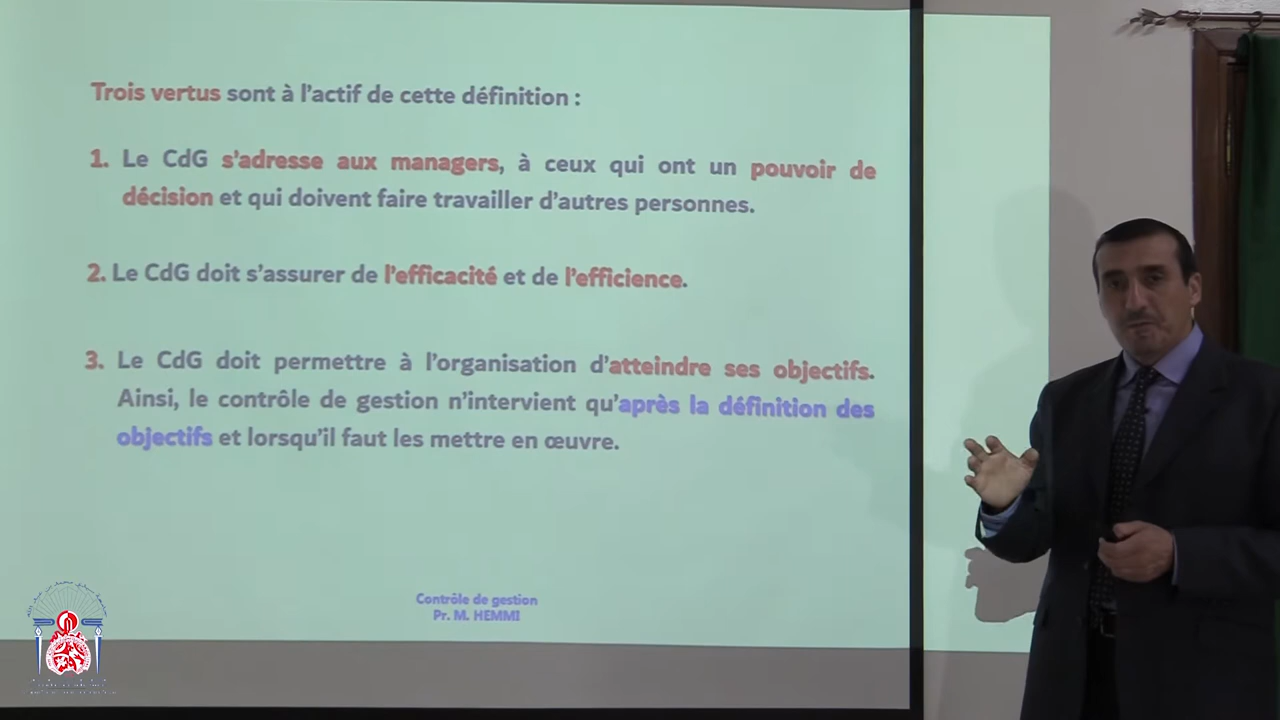 Trois vertus sont à l'actif de cette définition :
1. Le CdG s'adresse aux managers, à ceux qui ont un pouvoir de
décision et qui doivent faire travailler d'autres personnes.
2. Le CdG doit s'assurer de l'efficacité et de l'efficience.
3. Le CdG doit permettre à l'organisation d'atteindre ses objectifs.
Ainsi, le contrôle de gestion n'intervient qu'après la définition des
objectifs et lorsqu'il faut les mettre en œuvre.
Contrôle de gestion
Pr. M. HEMMI